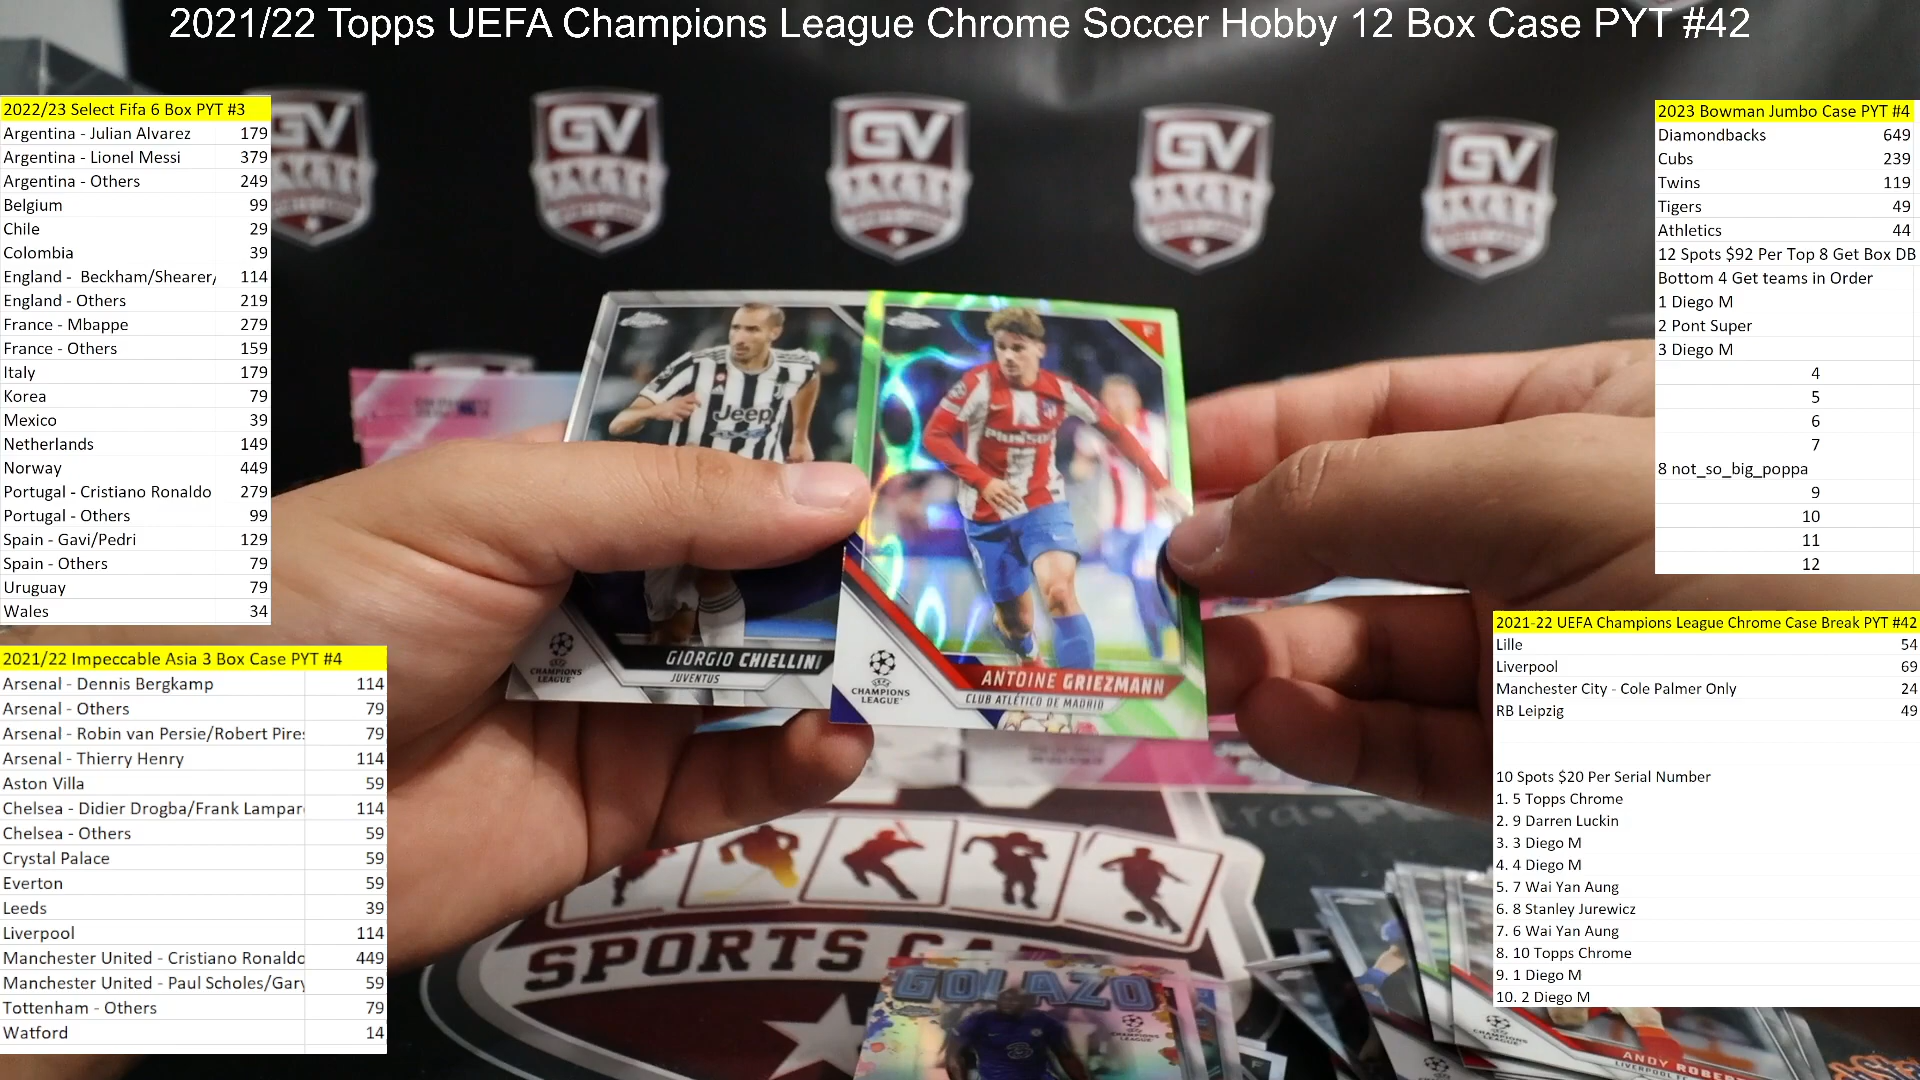 2021/22 Topps UEFA Champions League Chrome Soccer Hobby 12 Box Case PYT #42
2022/23 Select Fifa 6 Box PYT #3
Argentina - Julian Alvarez 179
Argentina - Lionel Messi 379
Argentina - Others 249
Belgium 99
Chile 29
Colombia 39
England - Beckham/Shearer/ 114
England - Others 219
France - Mbappe 279
France - Others 159
Italy 179
Korea 79
Mexico 39
Netherlands 149
Norway 449
Portugal - Cristiano Ronaldo 279
Portugal - Others 99
Spain - Gavi/Pedri 129
Spain - Others 79
Uruguay 79
Wales 34
2021/22 Impeccable Asia 3 Box Case PYT #4
Arsenal - Dennis Bergkamp 114
Arsenal - Others 79
Arsenal - Robin van Persie/Robert Pires 79
Arsenal - Thierry Henry 114
Aston Villa 59
Chelsea - Didier Drogba/Frank Lampar 114
Chelsea - Others 59
Crystal Palace 59
Everton 59
Leeds 39
Liverpool 114
Manchester United - Cristiano Ronaldo 449
Manchester United - Paul Scholes/Gary 59
Tottenham - Others 79
Watford 14
GV
GV
GV
GV
GV
Jeep
GIORGIO CHIELLINI
JUVENTUS
CHAMPIONS
LEAGUE
ANTOINE GRIEZMANN
CLUB ATLÉTICO DE MADRID
CHAMPIONS
LEAGUE
SPORTS CA
GOLAZO
ANDY ROBER
LIVERPOOL F
2023 Bowman Jumbo Case PYT #4
Diamondbacks 649
Cubs 239
Twins 119
Tigers 49
Athletics 44
12 Spots $92 Per Top 8 Get Box DB
Bottom 4 Get teams in Order
1 Diego M
2 Pont Super
3 Diego M
4
5
6
7
8 not_so_big_poppa
9
10
11
12
2021-22 UEFA Champions League Chrome Case Break PYT #42
Lille 54
Liverpool 69
Manchester City - Cole Palmer Only 24
RB Leipzig 49
10 Spots $20 Per Serial Number
1. 5 Topps Chrome
2. 9 Darren Luckin
3. 3 Diego M
4. 4 Diego M
5. 7 Wai Yan Aung
6. 8 Stanley Jurewicz
7. 6 Wai Yan Aung
8. 10 Topps Chrome
9. 1 Diego M
10. 2 Diego M